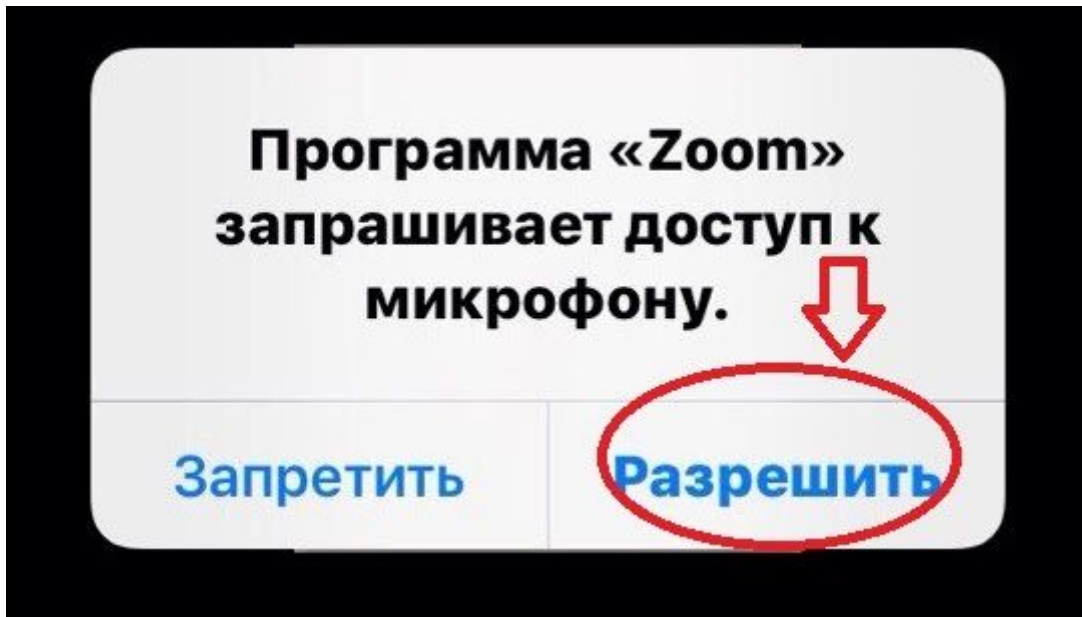 Программа «Zoom»
запрашивает доступ к
микрофону.
Запретить
Разрешить